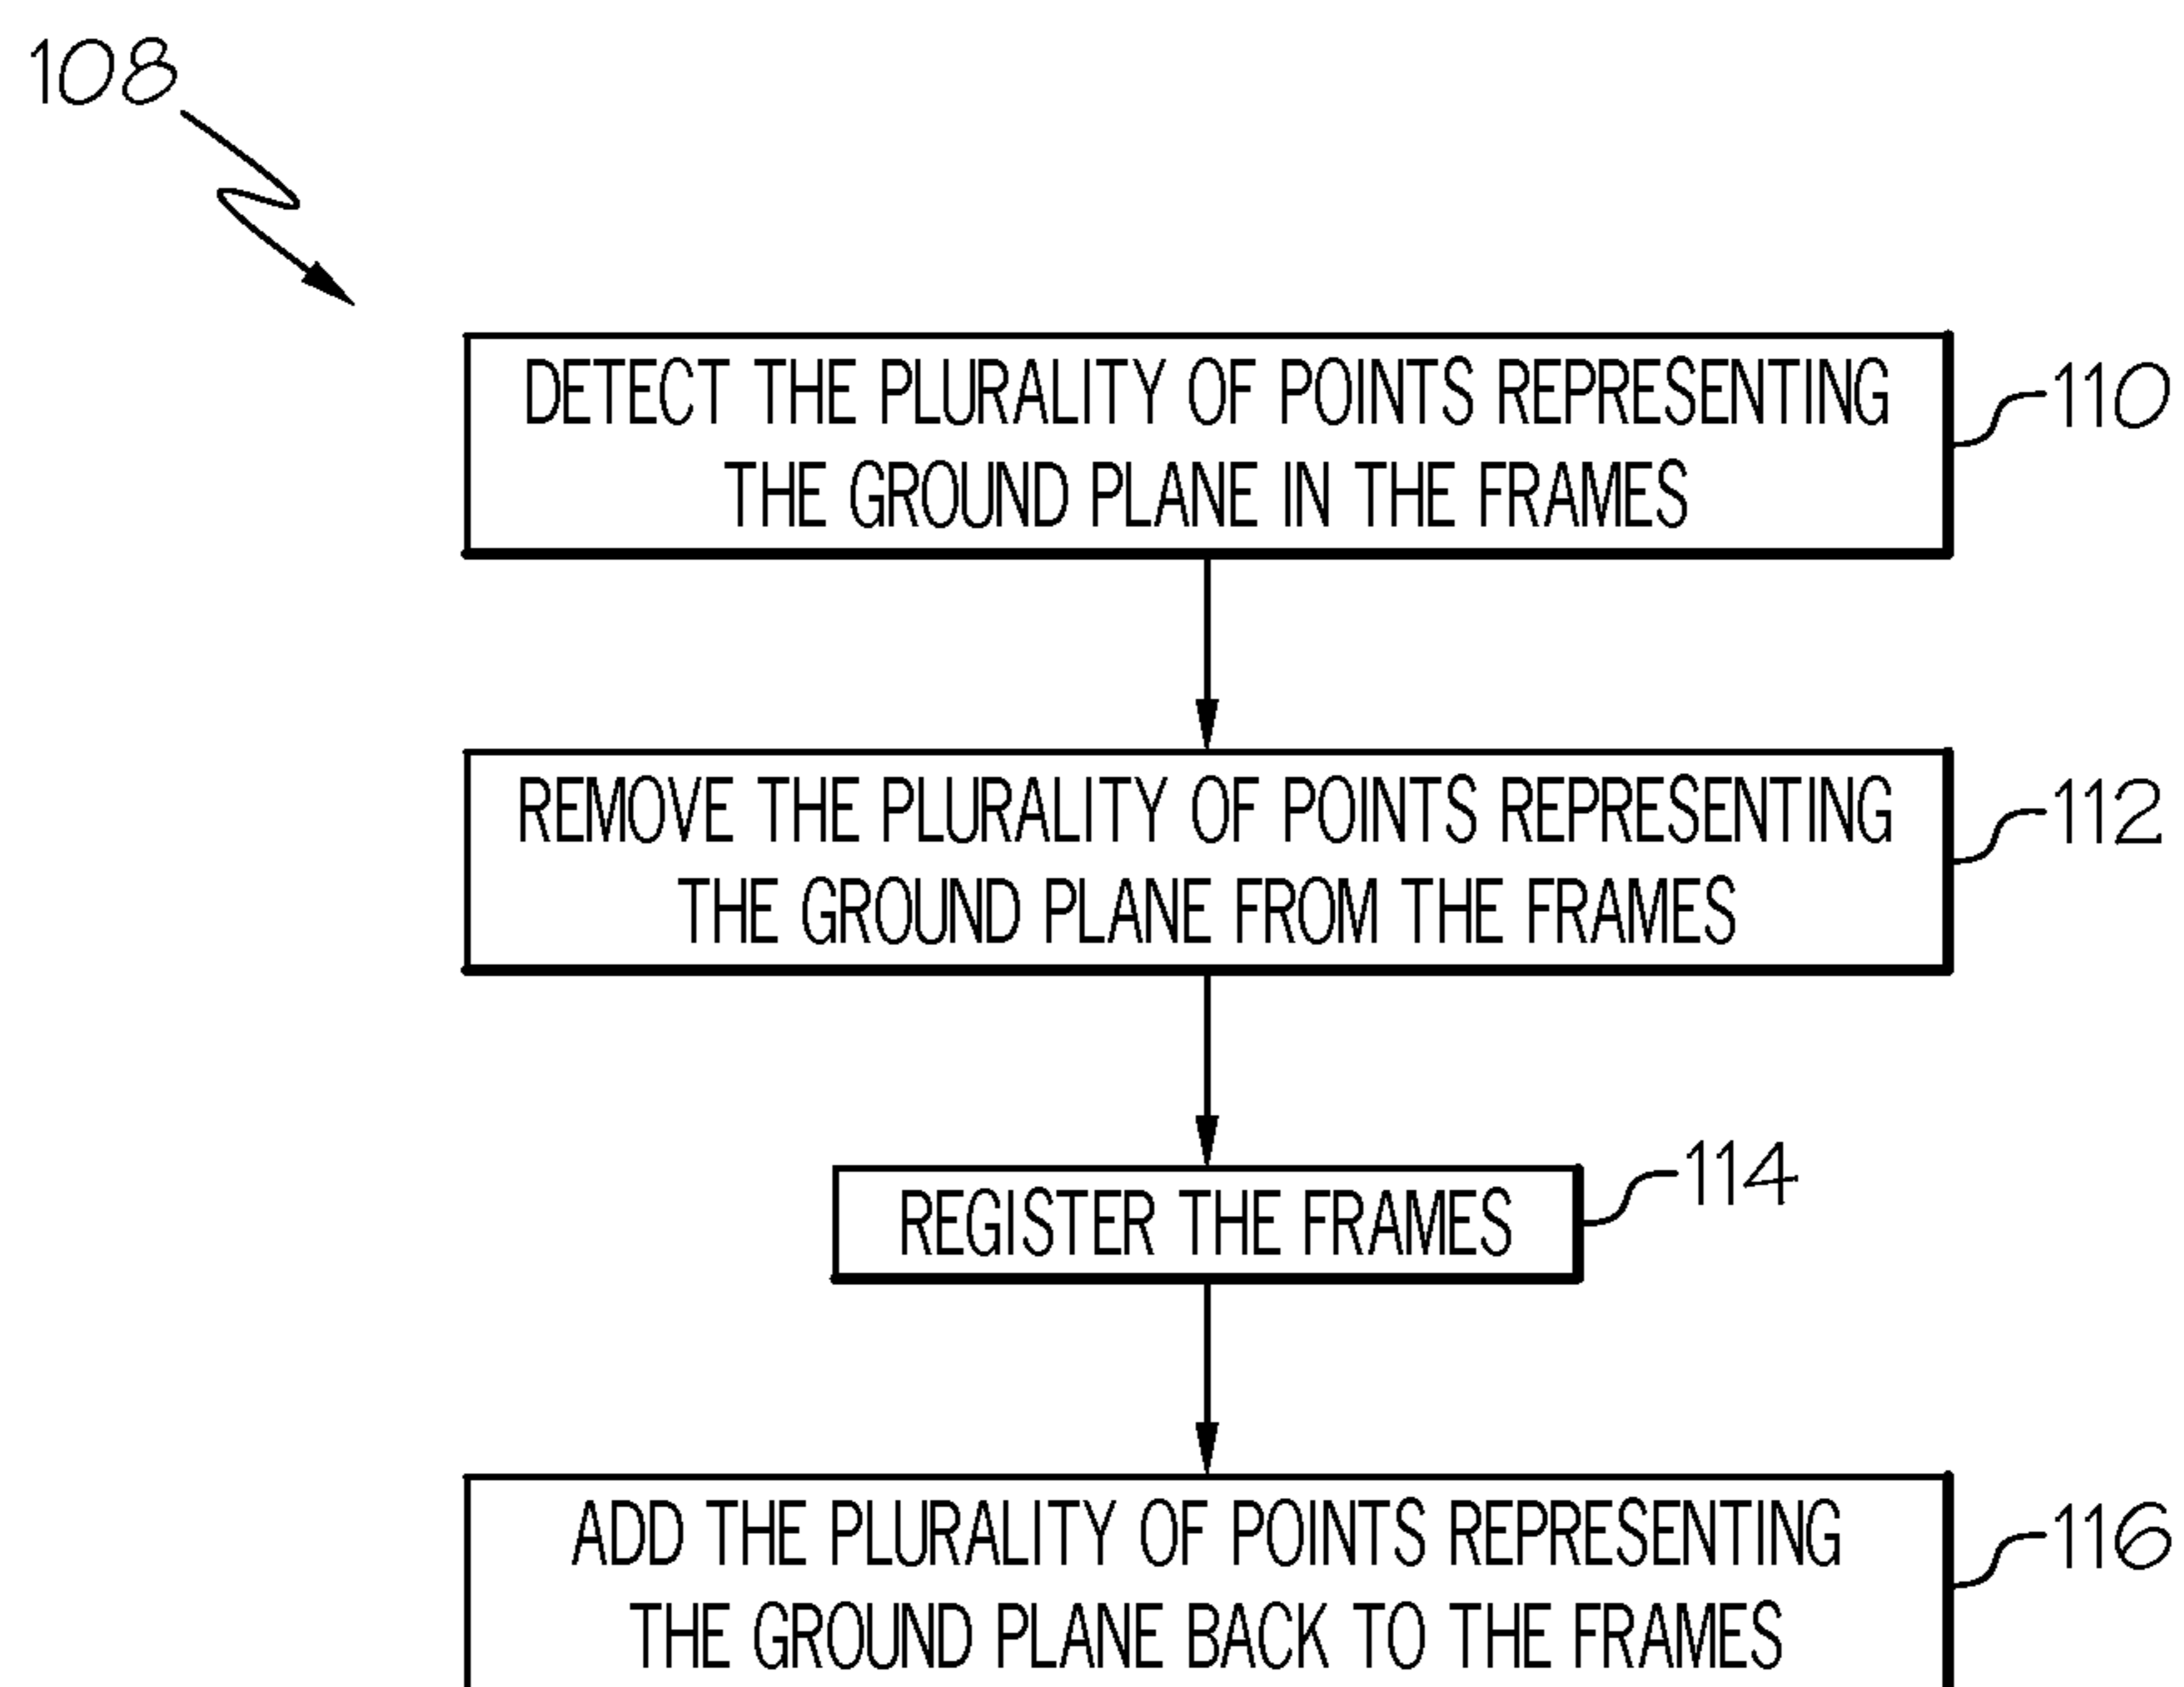 108
DETECT THE PLURALITY OF POINTS REPRESENTING
THE GROUND PLANE IN THE FRAMES
110
REMOVE THE PLURALITY OF POINTS REPRESENTING
THE GROUND PLANE FROM THE FRAMES
112
REGISTER THE FRAMES
114
ADD THE PLURALITY OF POINTS REPRESENTING
THE GROUND PLANE BACK TO THE FRAMES
116